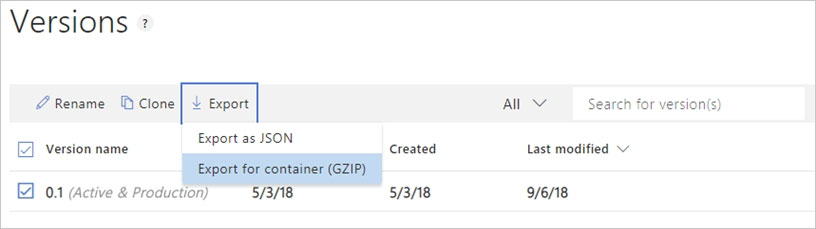 Versions ?
Rename Clone Export All Search for version(s)
Export as JSON
Version name Created Last modified
Export for container (GZIP)
0.1 (Active & Production) 5/3/18 5/3/18 9/6/18